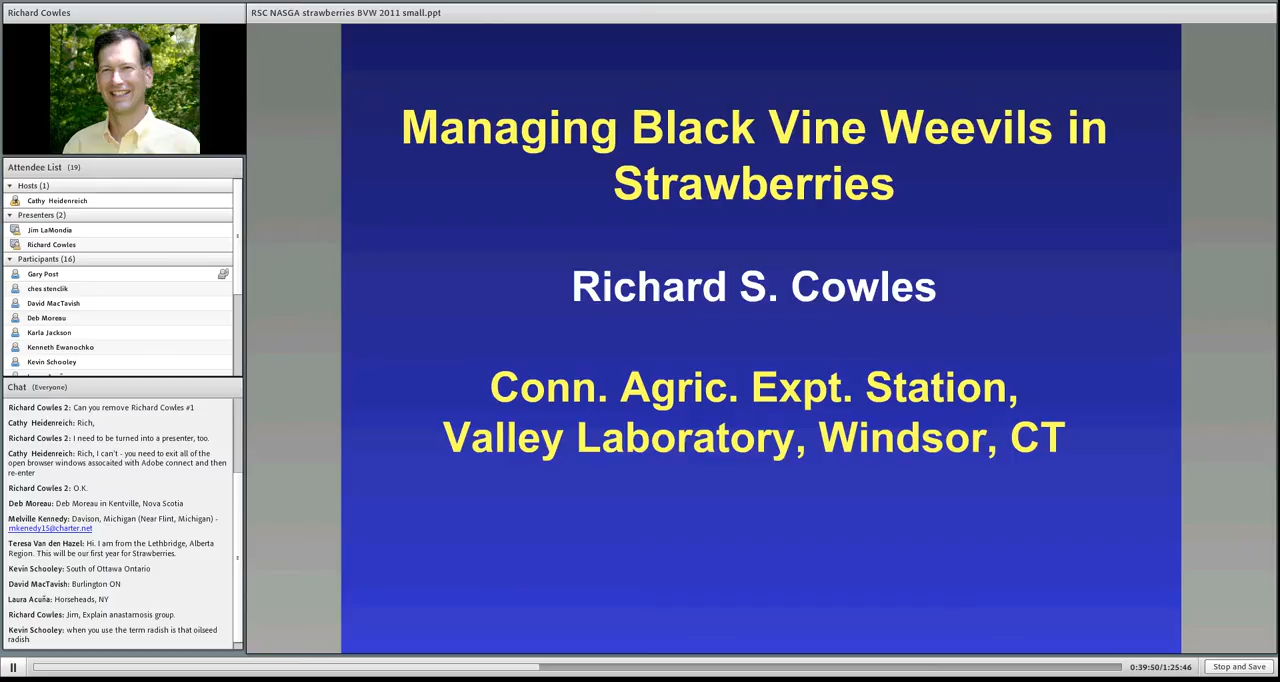 Richard Cowles
RSC NASGA strawberries BVW 2011 small.ppt
Attendee List (19)
Hosts (1)
Cathy Heidenreich
Presenters (2)
Jim LaMondia
Richard Cowles
Participants (16)
Gary Post
ches stenclik
David MacTavish
Deb Moreau
Karla Jackson
Kenneth Ewanochko
Kevin Schooley
Chat (Everyone)
Richard Cowles 2: Can you remove Richard Cowles #1
Cathy Heidenreich: Rich,
Richard Cowles 2: I need to be turned into a presenter, too.
Cathy Heidenreich: Rich, I can't - you need to exit all of the
open browser windows assocaited with Adobe connect and then
re-enter
Richard Cowles 2: O.K.
Deb Moreau: Deb Moreau in Kentville, Nova Scotia
Melville Kennedy: Davison, Michigan (Near Flint, Michigan) -
mkenedy15@charter.net
Teresa Van den Hazel: Hi. I am from the Lethbridge, Alberta
Region. This will be our first year for Strawberries.
Kevin Schooley: South of Ottawa Ontario
David MacTavish: Burlington ON
Laura Acuña: Horseheads, NY
Richard Cowles: Jim, Explain anastamosis group.
Kevin Schooley: when you use the term radish is that oilseed
radish
Managing Black Vine Weevils in
Strawberries
Richard S. Cowles
Conn. Agric. Expt. Station,
Valley Laboratory, Windsor, CT
0:39:50/1:25:46
Stop and Save